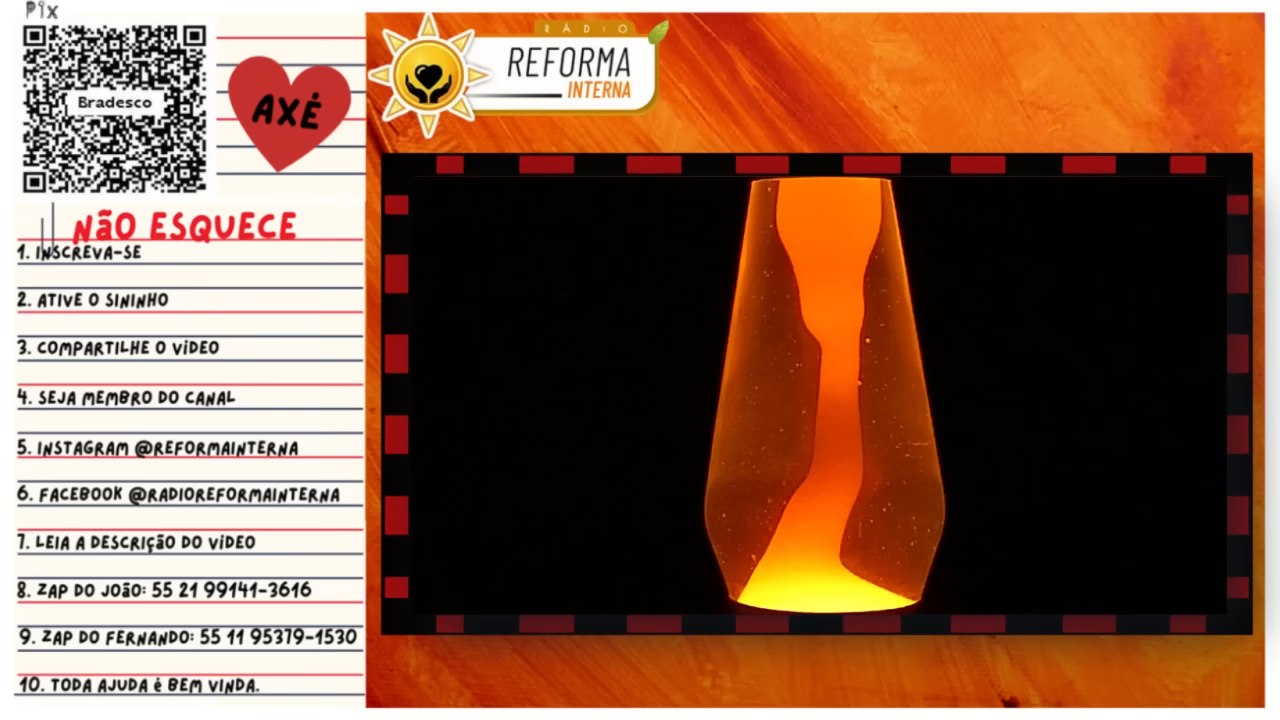 Pix
Bradesco
AXÉ
NãO ESQUECE
1. INSCREVA-SE
2. ATIVE O SININHO
3. COMPARTILHE O VíDEO
4. SEJA MEMBRO DO CANAL
5. INSTAGRAM @REFORMAINTERNA
6. FACEBOOK @RADIOREFORMAINTERNA
7. LEIA A DESCRIÇãO DO VíDEO
8. ZAP DO JOãO: 55 21 99141-3616
9. ZAP DO FERNANDO: 55 11 95379-1530
10. TODA AJUDA é BEM VINDA.
RÁDIO
REFORMA
INTERNA